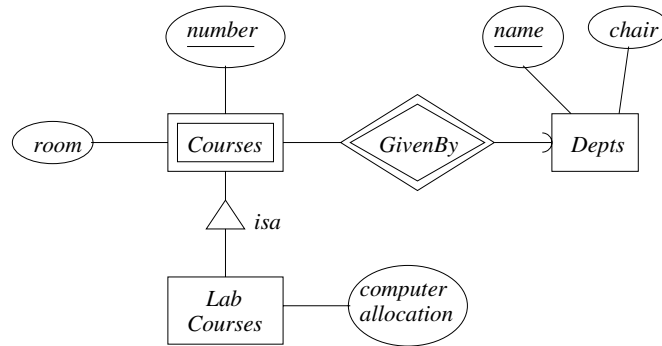 number
name
chair
room
Courses
GivenBy
Depts
isa
Lab
Courses
computer
allocation